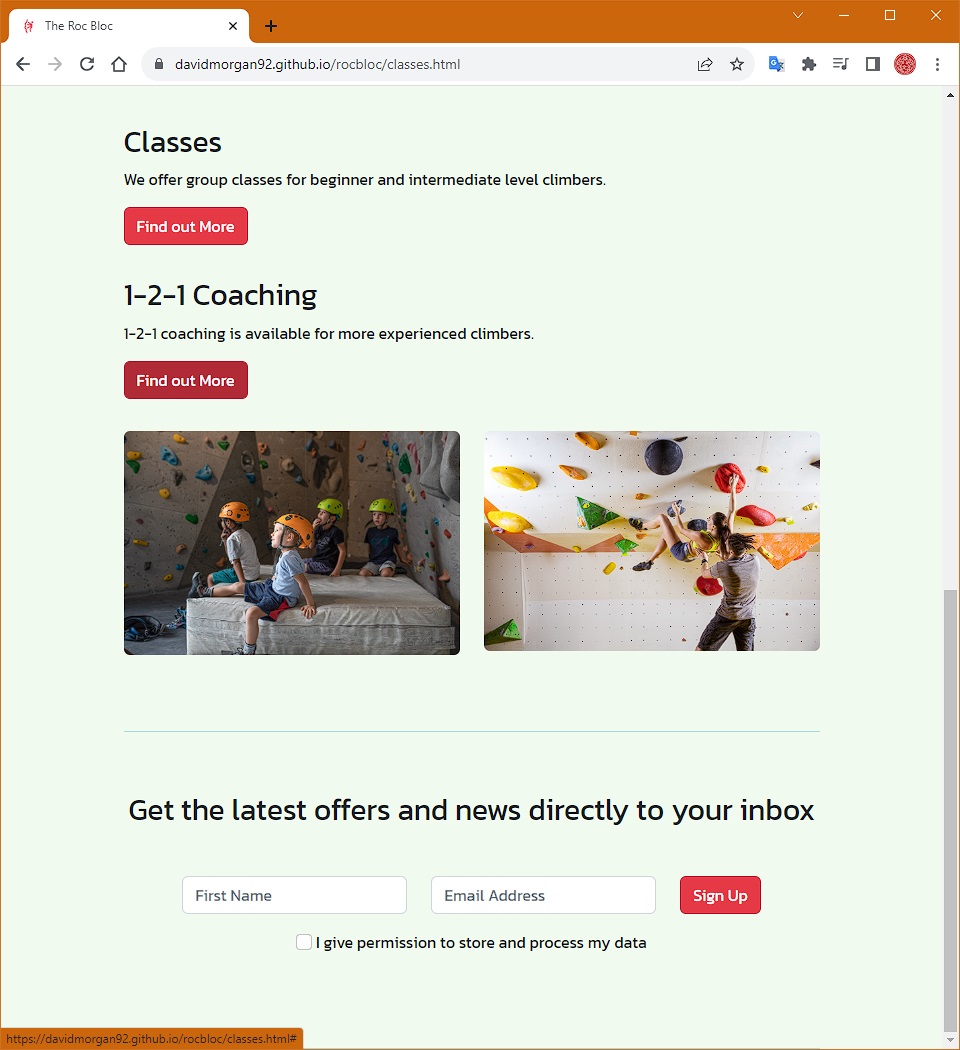 The Roc Bloc
davidmorgan92.github.io/rocbloc/classes.html
Classes
We offer group classes for beginner and intermediate level climbers.
Find out More
1-2-1 Coaching
1-2-1 coaching is available for more experienced climbers.
Find out More
Get the latest offers and news directly to your inbox
First Name
Email Address
Sign Up
I give permission to store and process my data
https://davidmorgan92.github.io/rocbloc/classes.html#